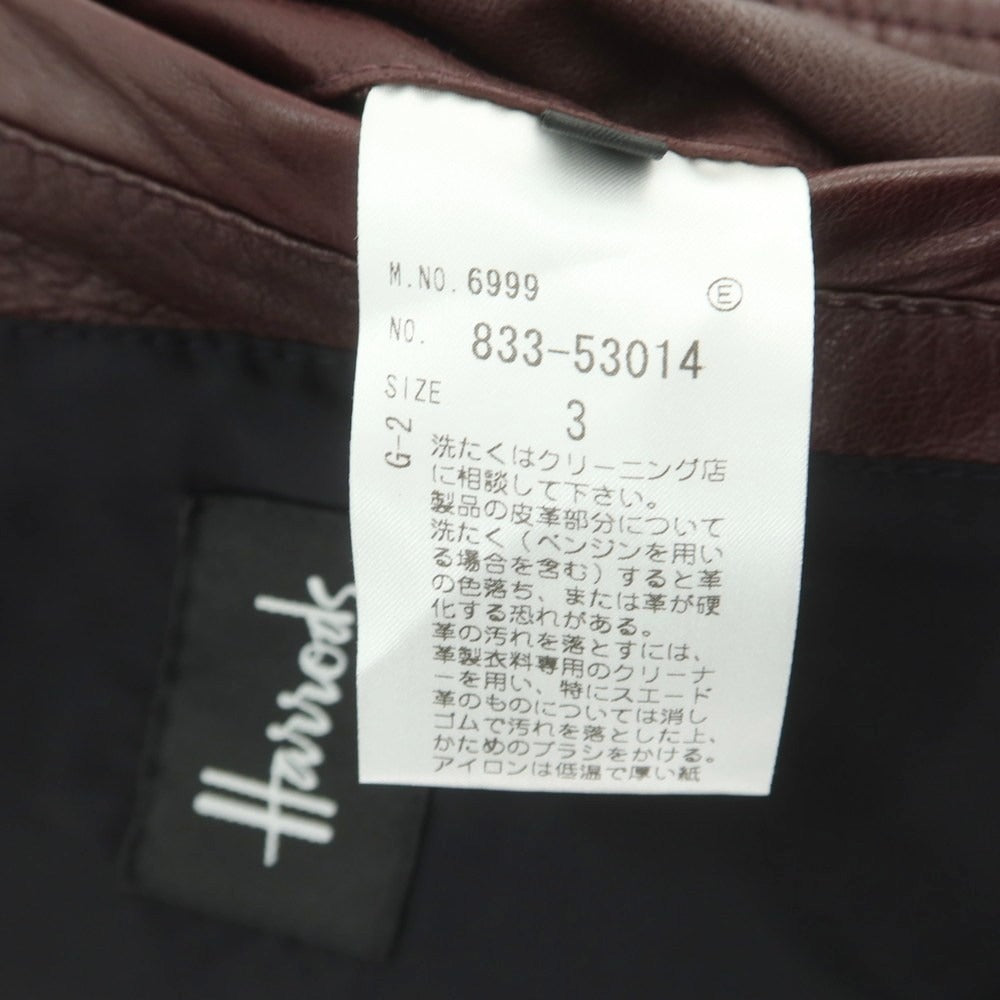 M.NO. 6999 Ⓔ
NO. 833-53014
SIZE 3
G-2
洗たくはクリーニング店
に相談して下さい。
製品の皮革部分について
洗たく（ベンジンを用い
る場合を含む）すると革
の色落ち、または革が硬
化する恐れがある。
革の汚れを落とすには、
革製衣料専用のクリーナ
ーを用い、特にスエード
革のものについては消し
ゴムで汚れを落とした上、
かためのブラシをかける。
アイロンは低温で厚い紙
Harrods